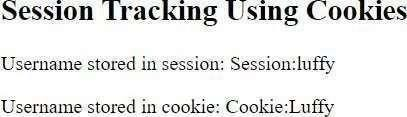 Session Tracking Using Cookies
Username stored in session: Session:luffy
Username stored in cookie: Cookie:Luffy